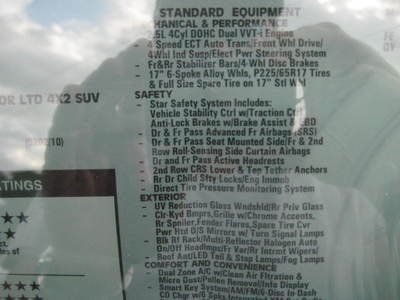 STANDARD EQUIPMENT
MECHANICAL & PERFORMANCE
2.5L 4Cyl DOHC Dual VVT-i Engine
- 4 Speed ECT Auto Trans/Front Whl Drive/
4Whl Ind Susp/Elect Pwr Steering System
- Fr&Rr Stabilizer Bars/4-Whl Disc Brakes
- 17" 6-Spoke Alloy Whls, P225/65R17 Tires
& Full Size Spare Tire on 17" Stl Whl
SAFETY
- Star Safety System Includes:
Vehicle Stability Ctrl w/Traction Ctrl
Anti-Lock Brakes w/Brake Assist & EBD
- Dr & Fr Pass Advanced Fr Airbags(SRS)
- Dr & Fr Pass Seat Mounted Side/Fr & 2nd
Row Roll-Sensing Side Curtain Airbags
- Dr and Fr Pass Active Headrests
- 2nd Row CRS Lower & Top Tether Anchors
- Rr Dr Child Sfty Locks/Eng Immob
- Direct Tire Pressure Monitoring System
EXTERIOR
- UV Reduction Glass Wndshld/Rr Priv Glass
- Clr-Kyd Bmprs,Grille w/Chrome Accents,
Rr Spoiler,Fender Flares,Spare Tire Cvr
- Pwr Htd O/S Mirrors w/ Turn Signal Lamps
- Blk Rf Rack/Multi-Reflector Halogen Auto
On/Off Headlmps/Fr Var/Rr Intrmt Wipers/
- Roof Ant/LED Tail & Stop Lamps/Fog Lamps
COMFORT AND CONVENIENCE
- Dual Zone A/C w/Clean Air Filtration &
Micro Dust/Pollen Removal/Info Display
- Smart Key System/AM/FM/6 Disc In-Dash
CD Chgr w/6 Spks
OR LTD 4X2 SUV
ATINGS